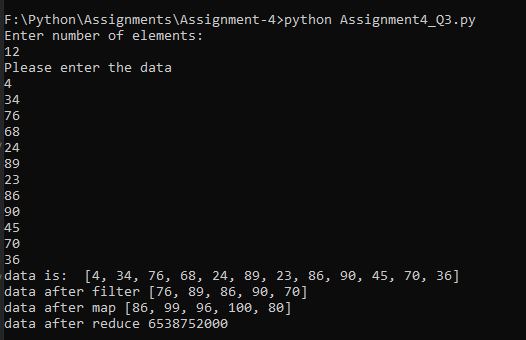 F:\Python\Assignments\Assignment-4>python Assignment4_Q3.py
Enter number of elements:
12
Please enter the data
4
34
76
68
24
89
23
86
90
45
70
36
data is:  [4, 34, 76, 68, 24, 89, 23, 86, 90, 45, 70, 36]
data after filter [76, 89, 86, 90, 70]
data after map [86, 99, 96, 100, 80]
data after reduce 6538752000